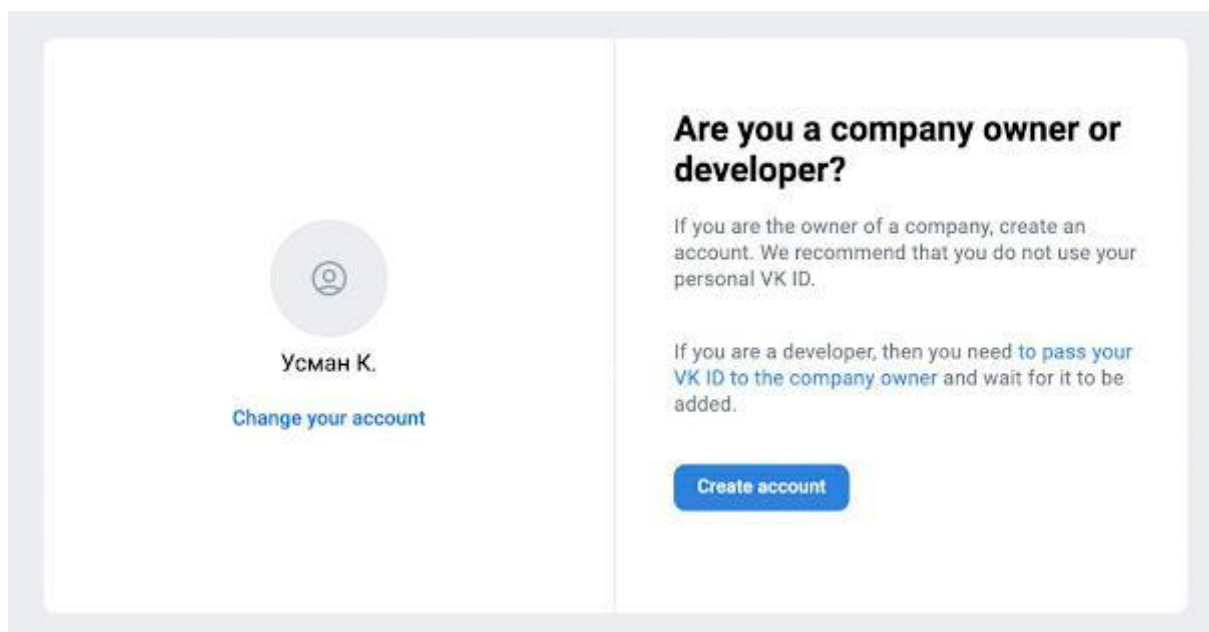 Усман К.
Change your account
Are you a company owner or
developer?
If you are the owner of a company, create an
account. We recommend that you do not use your
personal VK ID.
If you are a developer, then you need to pass your
VK ID to the company owner and wait for it to be
added.
Create account